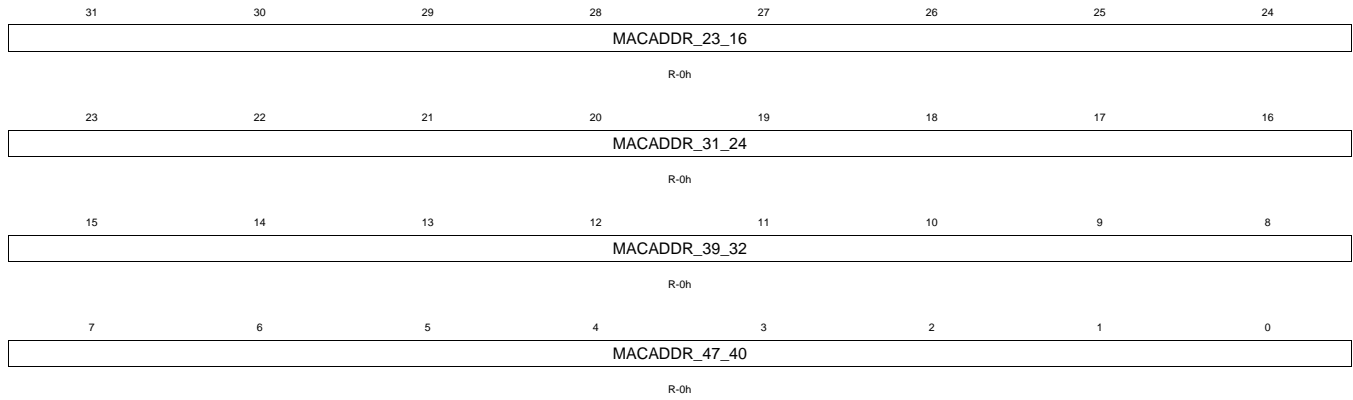 31 30 29 28 27 26 25 24
MACADDR_23_16
R-0h
23 22 21 20 19 18 17 16
MACADDR_31_24
R-0h
15 14 13 12 11 10 9 8
MACADDR_39_32
R-0h
7 6 5 4 3 2 1 0
MACADDR_47_40
R-0h